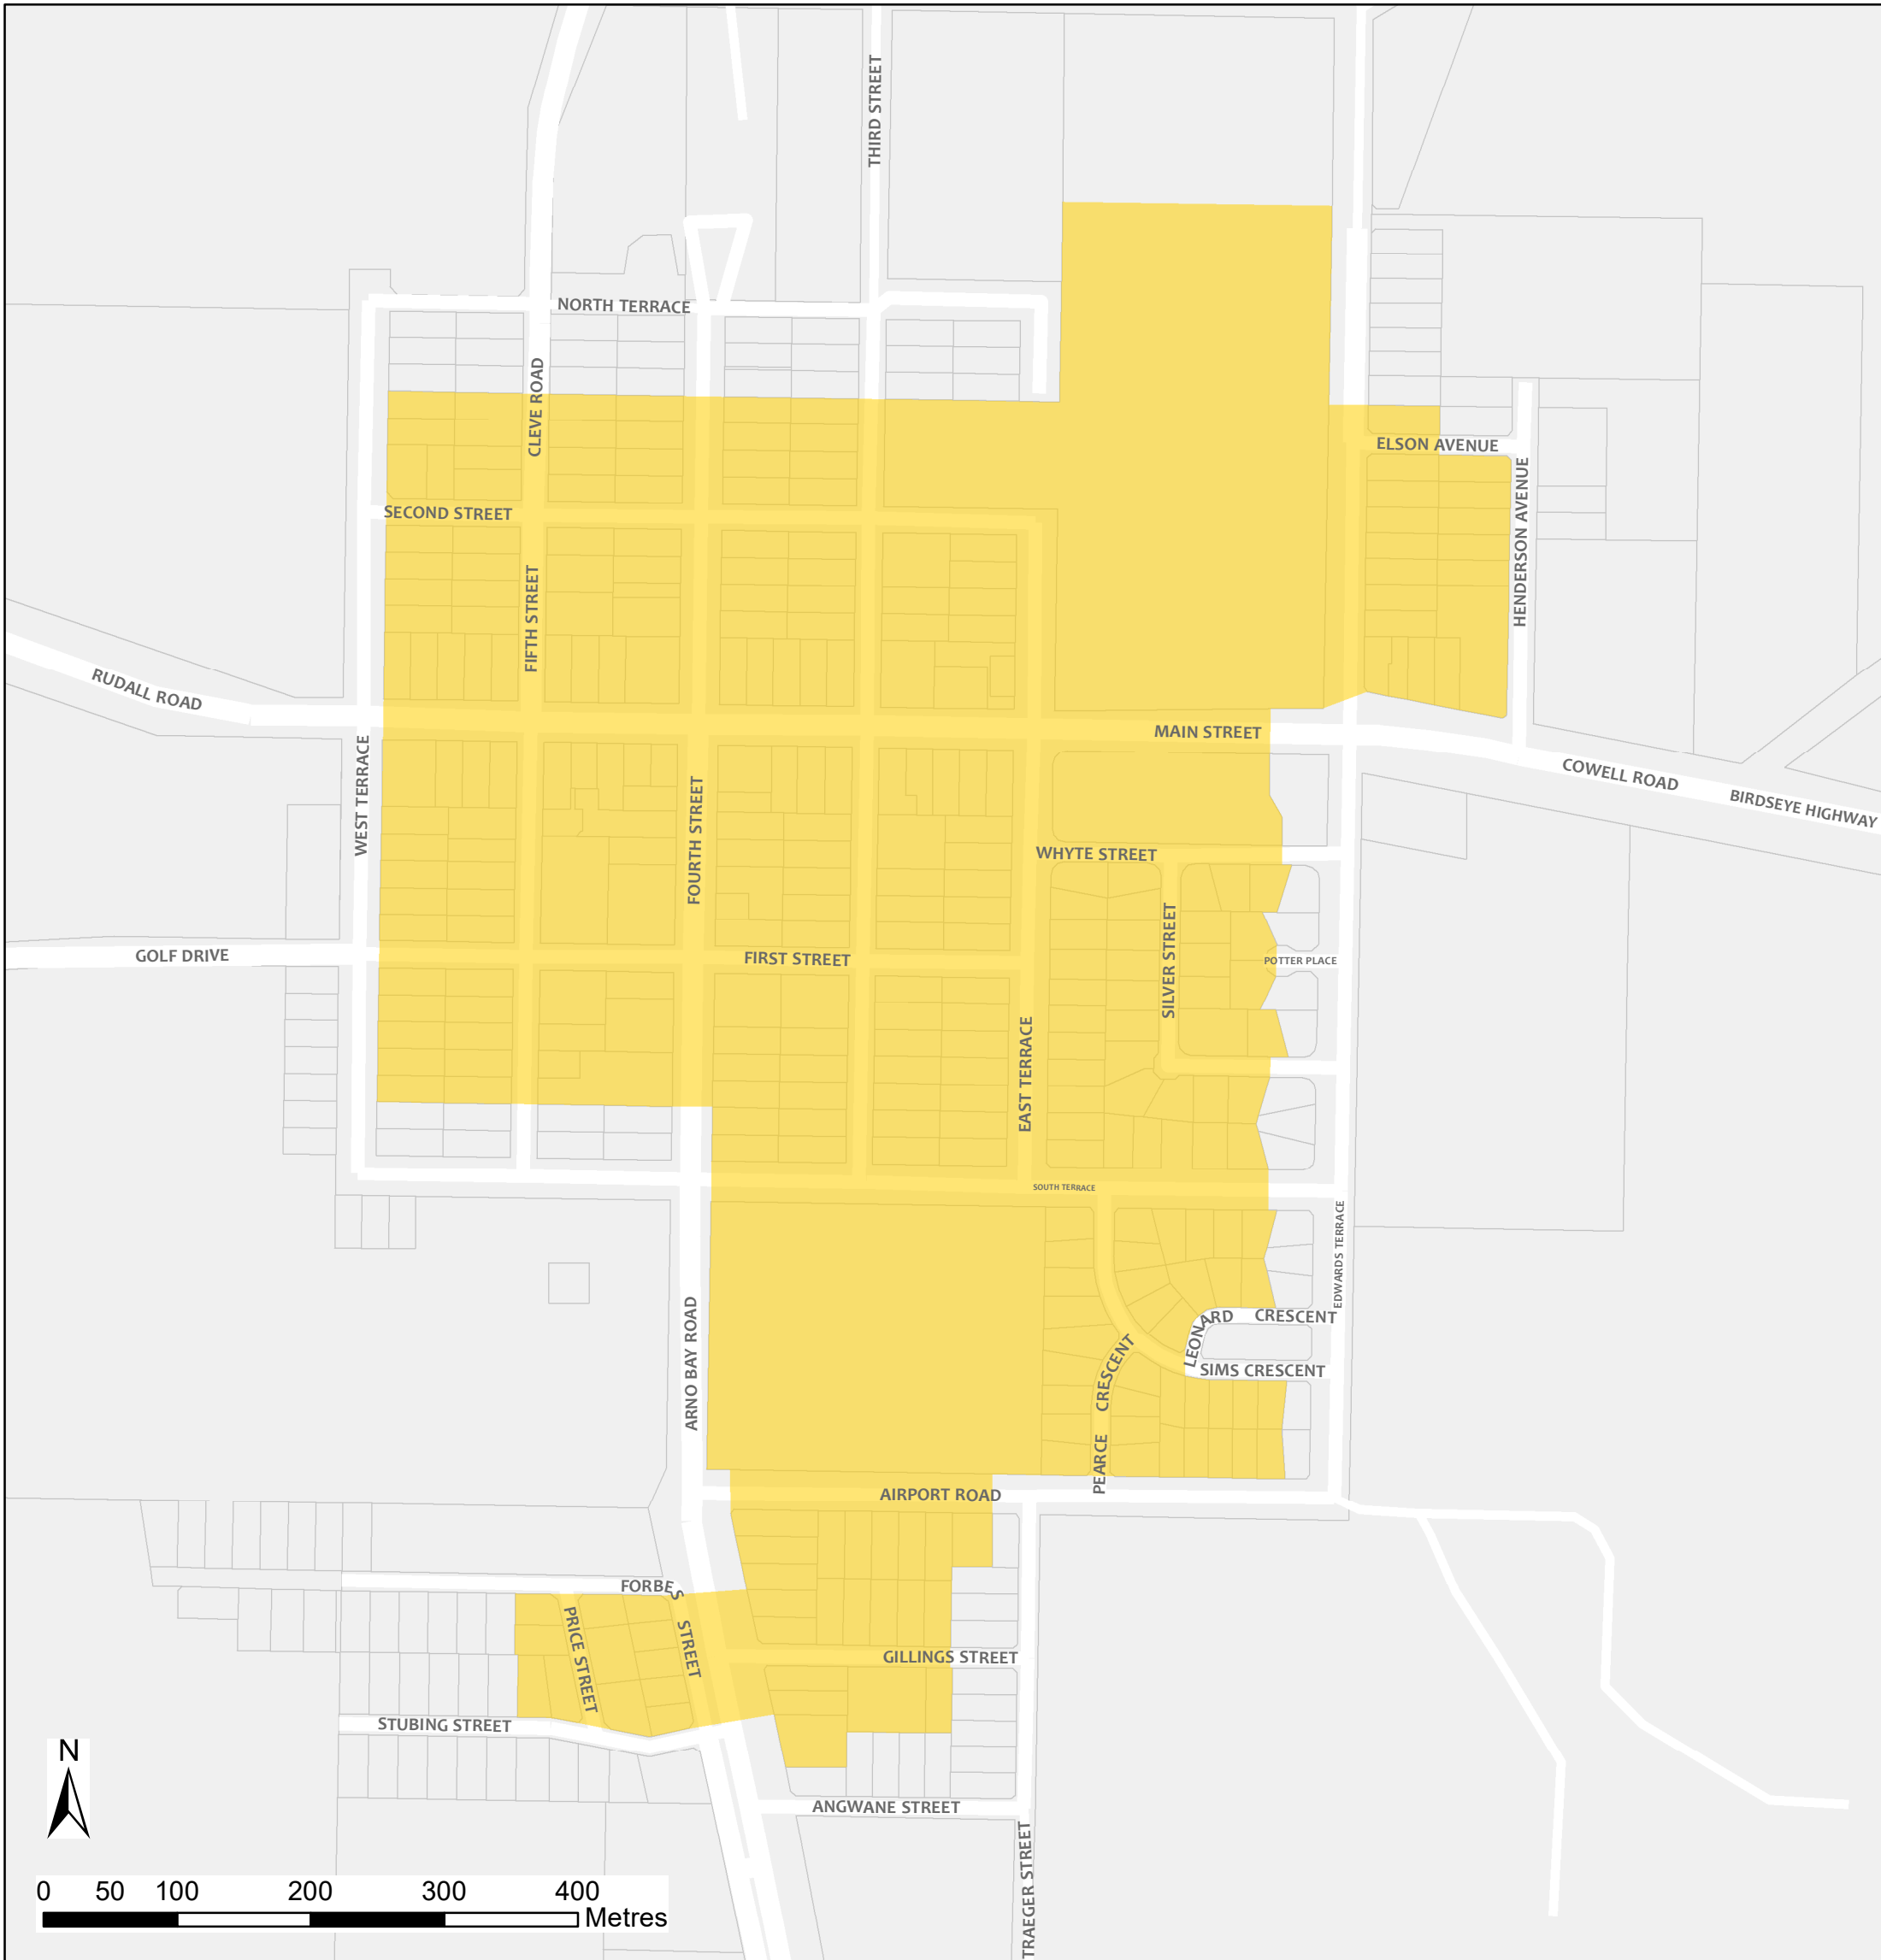 THIRD STREET
NORTH TERRACE
CLEVE ROAD
ELSON AVENUE
SECOND STREET
HENDERSON AVENUE
FIFTH STREET
RUDALL ROAD
MAIN STREET
WEST TERRACE
COWELL ROAD
BIRDSEYE HIGHWAY
FOURTH STREET
WHYTE STREET
SILVER STREET
GOLF DRIVE
FIRST STREET
POTTER PLACE
EAST TERRACE
SOUTH TERRACE
EDWARDS TERRACE
ARNO BAY ROAD
LEONARD CRESCENT
SIMS CRESCENT
PEARCE CRESCENT
AIRPORT ROAD
FORBES STREET
PRICE STREET
GILLINGS STREET
STUBING STREET
ANGWANE STREET
TRAEGER STREET
N
0 50 100 200 300 400
Metres